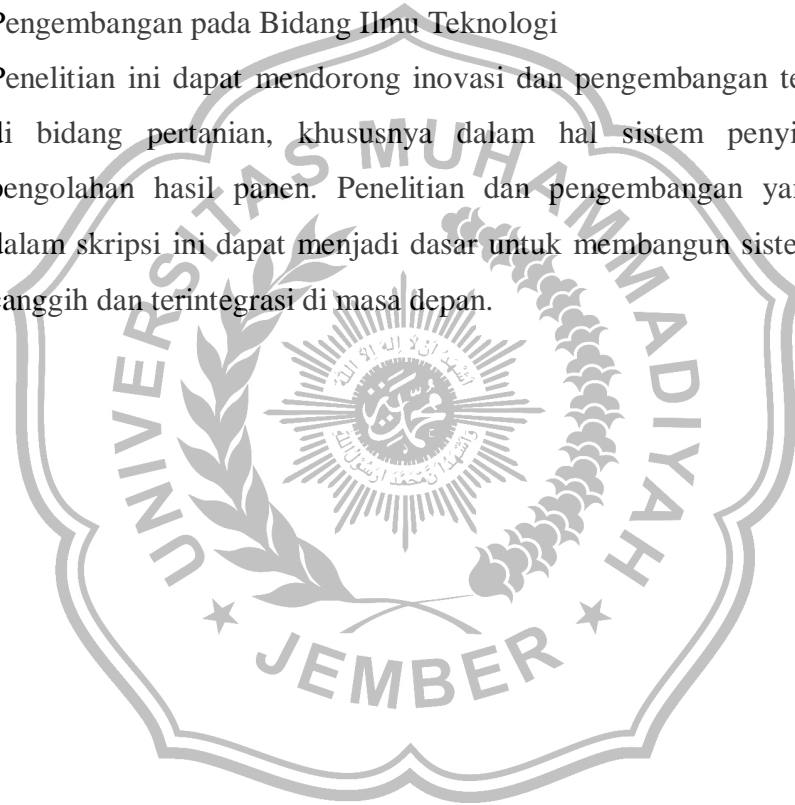 Pengembangan pada Bidang Ilmu Teknologi
Penelitian ini dapat mendorong inovasi dan pengembangan
di bidang pertanian, khususnya dalam hal sistem
pengolahan hasil panen. Penelitian dan pengembangan
dalam skripsi ini dapat menjadi dasar untuk membangun
canggih dan terintegrasi di masa depan.
UNIVERSITAS MUHAMMADIYAH
JEMBER